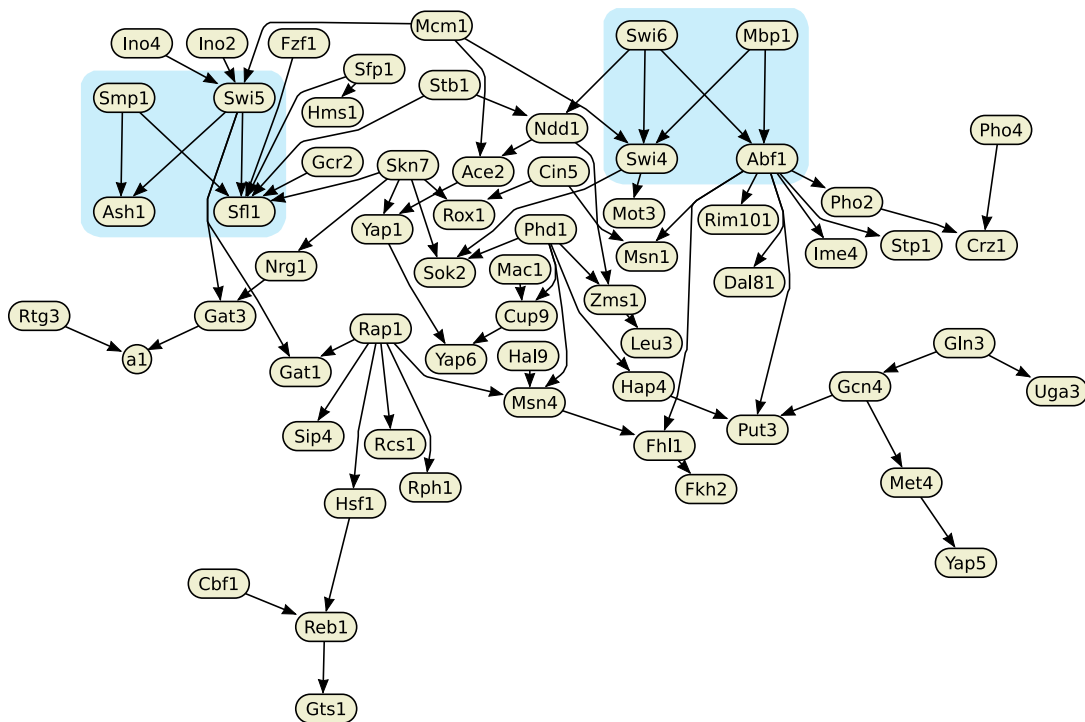 Mcm1
Swi6
Mbp1
Ino4
Ino2
Fzf1
Sfp1
Stb1
Smp1
Swi5
Hms1
Ndd1
Pho4
Gcr2
Skn7
Ace2
Cin5
Swi4
Abf1
Ash1
Sfl1
Yap1
Rox1
Phd1
Mot3
Rim101
Pho2
Nrg1
Sok2
Mac1
Msn1
Dal81
Ime4
Stp1
Crz1
Rtg3
Gat3
Rap1
Cup9
Zms1
Leu3
a1
Gat1
Yap6
Hal9
Hap4
Gln3
Gcn4
Uga3
Sip4
Rcs1
Msn4
Fhl1
Put3
Rph1
Fkh2
Met4
Hsf1
Yap5
Cbf1
Reb1
Gts1